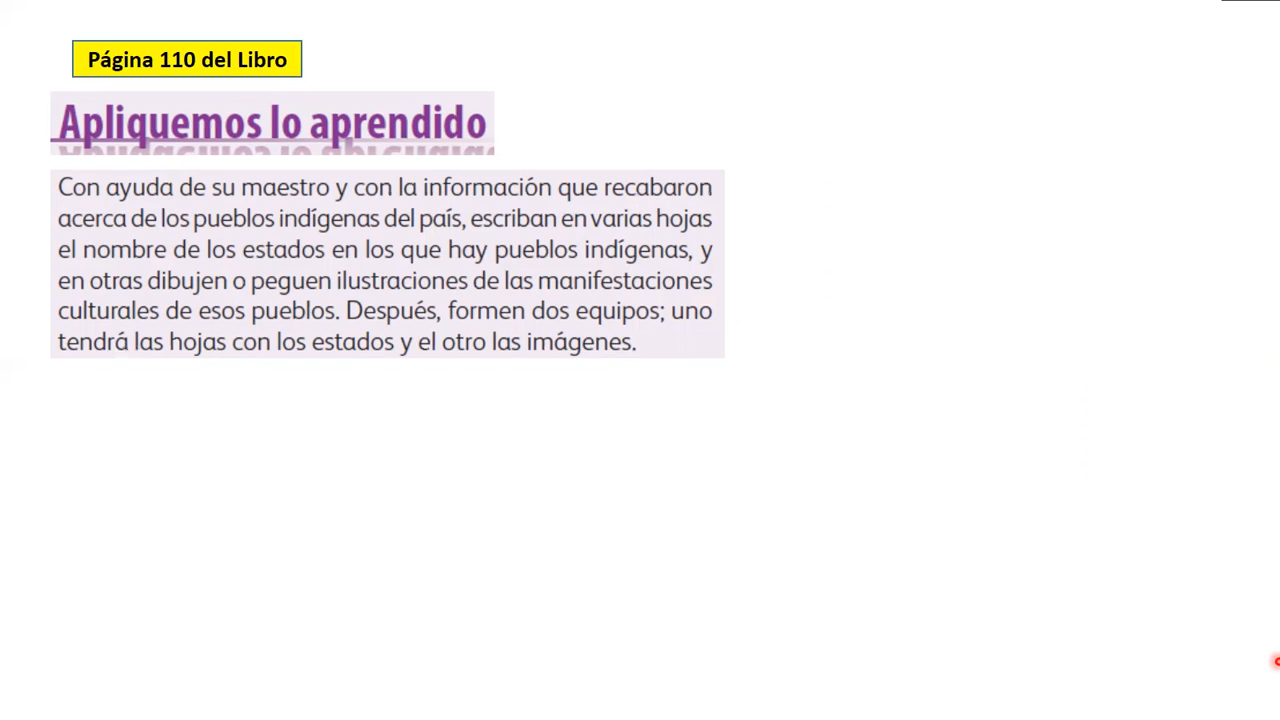 Página 110 del Libro
Apliquemos lo aprendido
Con ayuda de su maestro y con la información que recabaron
acerca de los pueblos indígenas del país, escriban en varias hojas
el nombre de los estados en los que hay pueblos indígenas, y
en otras dibujen o peguen ilustraciones de las manifestaciones
culturales de esos pueblos. Después, formen dos equipos; uno
tendrá las hojas con los estados y el otro las imágenes.